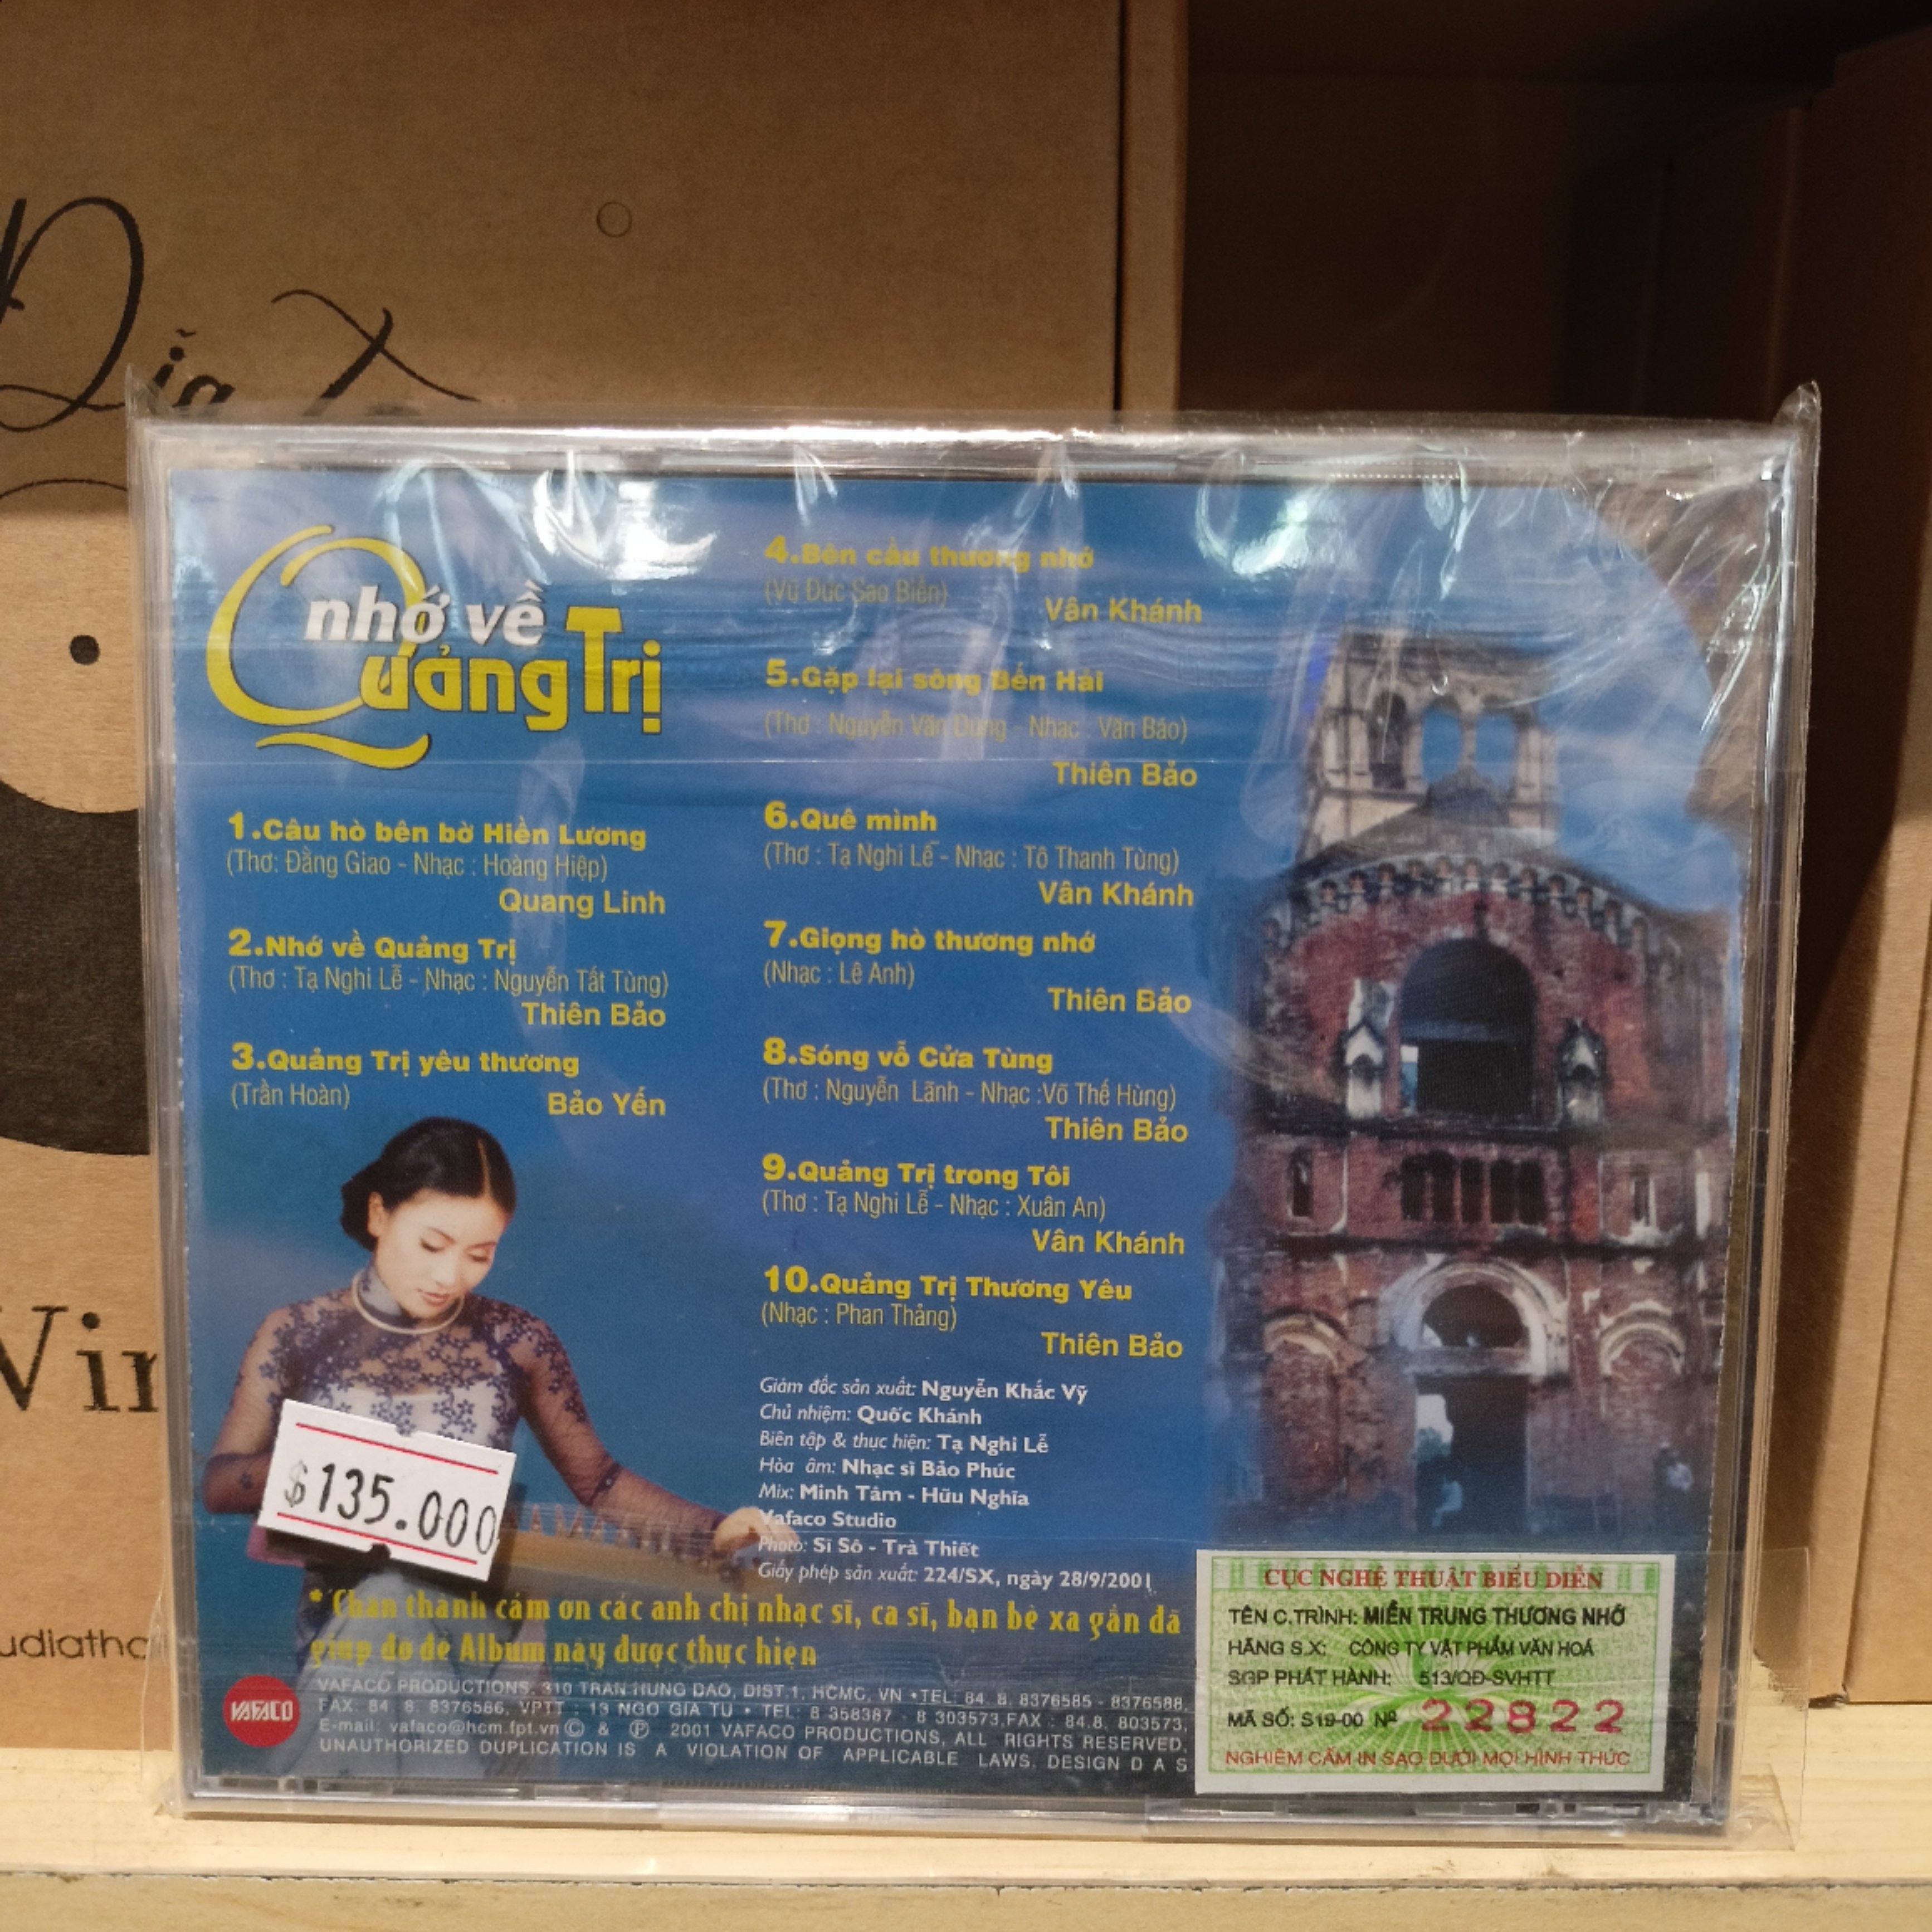 nhớ về
Quảng Trị
1.Câu hò bên bờ Hiền Lương
(Thơ: Đằng Giao - Nhạc : Hoàng Hiệp)
Quang Linh
2.Nhớ về Quảng Trị
(Thơ : Tạ Nghi Lễ - Nhạc : Nguyễn Tất Tùng)
Thiên Bảo
3.Quảng Trị yêu thương
(Trần Hoàn)
Bảo Yến
4.Bên cầu thương nhớ
(Vũ Đức Sao Biển)
Vân Khánh
5.Gặp lại sông Bến Hải
(Thơ : Nguyễn Văn Dùng - Nhạc : Văn Bảo)
Thiên Bảo
6.Quê mình
(Thơ : Tạ Nghi Lễ - Nhạc : Tô Thanh Tùng)
Vân Khánh
7.Giọng hò thương nhớ
(Nhạc : Lê Anh)
Thiên Bảo
8.Sóng vỗ Cửa Tùng
(Thơ : Nguyễn Lãnh - Nhạc :Võ Thế Hùng)
Thiên Bảo
9.Quảng Trị trong Tôi
(Thơ : Tạ Nghi Lễ - Nhạc : Xuân An)
Vân Khánh
10.Quảng Trị Thương Yêu
(Nhạc : Phan Thảng)
Thiên Bảo
Giám đốc sản xuất: Nguyễn Khắc Vỹ
Chủ nhiệm: Quốc Khánh
Biên tập & thực hiện: Tạ Nghi Lễ
Hòa âm: Nhạc sĩ Bảo Phúc
Mix: Minh Tâm - Hữu Nghĩa
Vafaco Studio
Photo: Sĩ Sô - Trà Thiết
Giấy phép sản xuất: 224/SX, ngày 28/9/2001
$135.000
* Chân thành cám ơn các anh chị nhạc sĩ, ca sĩ, bạn bè xa gần đã
giúp đỡ để Album này được thực hiện
VAFACO
VAFACO PRODUCTIONS, 310 TRAN HUNG DAO, DIST.1, HCMC, VN •TEL: 84. 8. 8376585 - 8376588,
FAX: 84. 8. 8376586, VPTT : 13 NGO GIA TU • TEL: 8 358387 - 8 303573,FAX : 84.8. 803573,
E-mail: vafaco@hcm.fpt.vn © & ℗ 2001 VAFACO PRODUCTIONS, ALL RIGHTS RESERVED,
UNAUTHORIZED DUPLICATION IS A VIOLATION OF APPLICABLE LAWS. DESIGN D A S
CỤC NGHỆ THUẬT BIỂU DIỄN
TÊN C.TRÌNH: MIỀN TRUNG THƯƠNG NHỚ
HÃNG S.X: CÔNG TY VẬT PHẨM VĂN HOÁ
SGP PHÁT HÀNH: 513/QĐ-SVHTT
MÃ SỐ: S19-00 Nº 22822
NGHIÊM CẤM IN SAO DƯỚI MỌI HÌNH THỨC